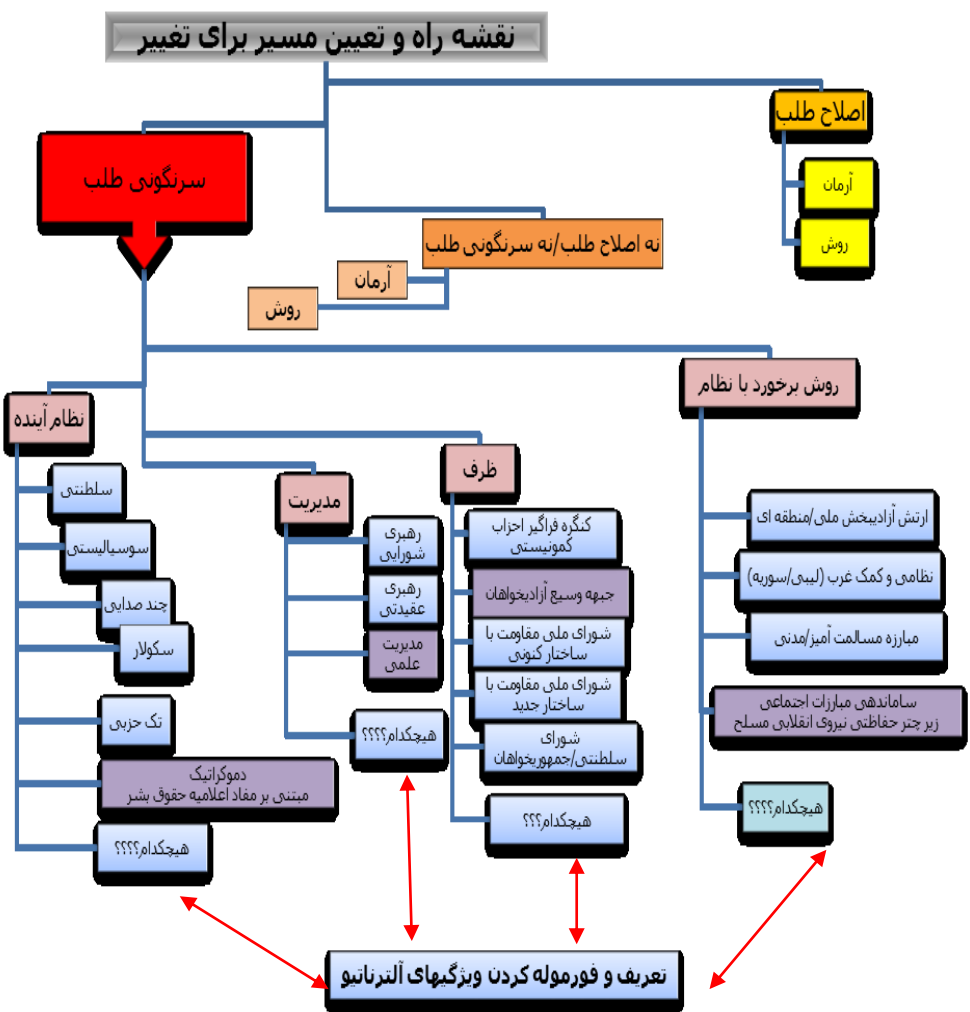 نقشه راه و تعیین مسیر برای تغییر
اصلاح طلب
آرمان
روش
نه اصلاح طلب/نه سرنگونی طلب
آرمان
روش
سرنگونی طلب
روش برخورد با نظام
ارتش آزادیبخش ملی/منطقه ای
نظامی و کمک غرب (لیبی/سوریه)
مبارزه مسالمت آمیز/مدنی
ساماندهی مبارزات اجتماعی
زیر چتر حفاظتی نیروی انقلابی مسلح
هیچکدام؟؟؟؟
ظرف
کنگره فراگیر احزاب
کمونیستی
جبهه وسیع آزادیخواهان
شورای ملی مقاومت با
ساختار کنونی
شورای ملی مقاومت با
ساختار جدید
شورای
سلطنتی/جمهوریخواهان
هیچکدام؟؟؟
مدیریت
رهبری
شورایی
رهبری
عقیدتی
مدیریت
علمی
هیچکدام؟؟؟؟
نظام آینده
سلطنتی
سوسیالیستی
چند صدایی
سکولار
تک حزبی
دموکراتیک
مبتنی بر مفاد اعلامیه حقوق بشر
هیچکدام؟؟؟؟
تعریف و فورموله کردن ویژگیهای آلترناتیو